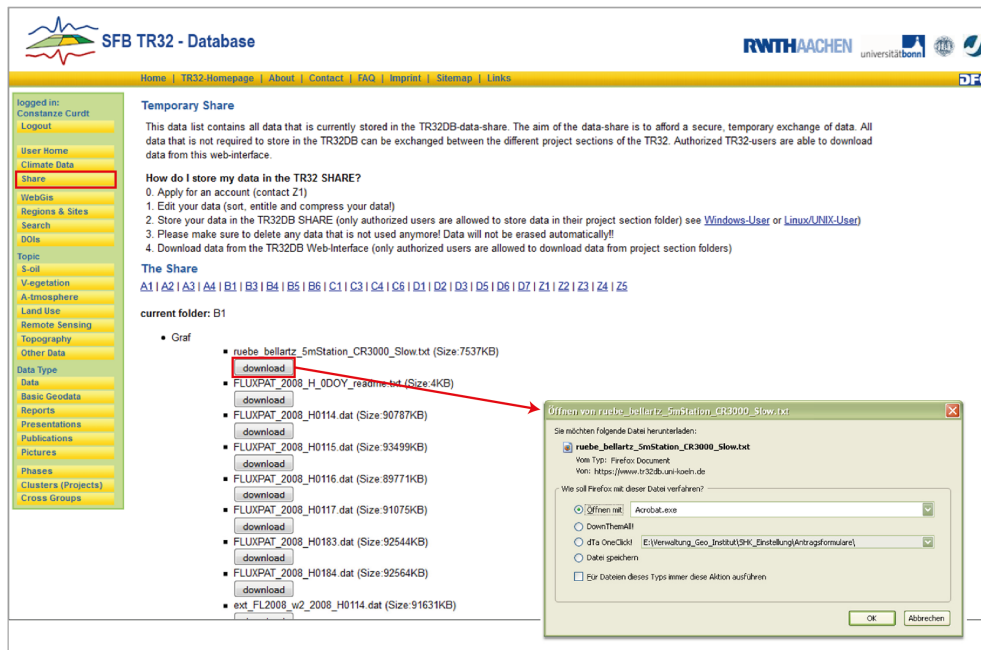 SFB TR32 - Database
RWTHAACHEN
universitätbonn
Home | TR32-Homepage | About | Contact | FAQ | Imprint | Sitemap | Links
logged in:
Constanze Curdt
Logout
User Home
Climate Data
Share
WebGis
Regions & Sites
Search
DOIs
Topic
S-oil
V-egetation
A-tmosphere
Land Use
Remote Sensing
Topography
Other Data
Data Type
Data
Basic Geodata
Reports
Presentations
Publications
Pictures
Phases
Clusters (Projects)
Cross Groups
Temporary Share
This data list contains all data that is currently stored in the TR32DB-data-share. The aim of the data-share is to afford a secure, temporary exchange of data. All
data that is not required to store in the TR32DB can be exchanged between the different project sections of the TR32. Authorized TR32-users are able to download
data from this web-interface.
How do I store my data in the TR32 SHARE?
0. Apply for an account (contact Z1)
1. Edit your data (sort, entitle and compress your data!)
2. Store your data in the TR32DB SHARE (only authorized users are allowed to store data in their project section folder) see Windows-User or Linux/UNIX-User)
3. Please make sure to delete any data that is not used anymore! Data will not be erased automatically!!
4. Download data from the TR32DB Web-Interface (only authorized users are allowed to download data from project section folders)
The Share
A1 | A2 | A3 | A4 | B1 | B3 | B4 | B5 | B6 | C1 | C3 | C4 | C6 | D1 | D2 | D3 | D5 | D6 | D7 | Z1 | Z2 | Z3 | Z4 | Z5
current folder: B1
Graf
ruebe_bellartz_5mStation_CR3000_Slow.txt (Size:7537KB)
download
FLUXPAT_2008_H_0DOY_readme.txt (Size:4KB)
download
FLUXPAT_2008_H0114.dat (Size:90787KB)
download
FLUXPAT_2008_H0115.dat (Size:93499KB)
download
FLUXPAT_2008_H0116.dat (Size:89771KB)
download
FLUXPAT_2008_H0117.dat (Size:91075KB)
download
FLUXPAT_2008_H0183.dat (Size:92544KB)
download
FLUXPAT_2008_H0184.dat (Size:92564KB)
download
ext_FL2008_w2_2008_H0114.dat (Size:91631KB)
Öffnen von ruebe_bellartz_5mStation_CR3000_Slow.txt
Sie möchten folgende Datei herunterladen:
ruebe_bellartz_5mStation_CR3000_Slow.txt
Vom Typ: Firefox Document
Von: https://www.tr32db.uni-koeln.de
Wie soll Firefox mit dieser Datei verfahren?
Öffnen mit Acrobat.exe
DownThemAll!
dTa OneClick! E:\Verwaltung_Geo_Institut\SHK_Einstellung\Antragsformulare\
Datei speichern
Für Dateien dieses Typs immer diese Aktion ausführen
OK Abbrechen